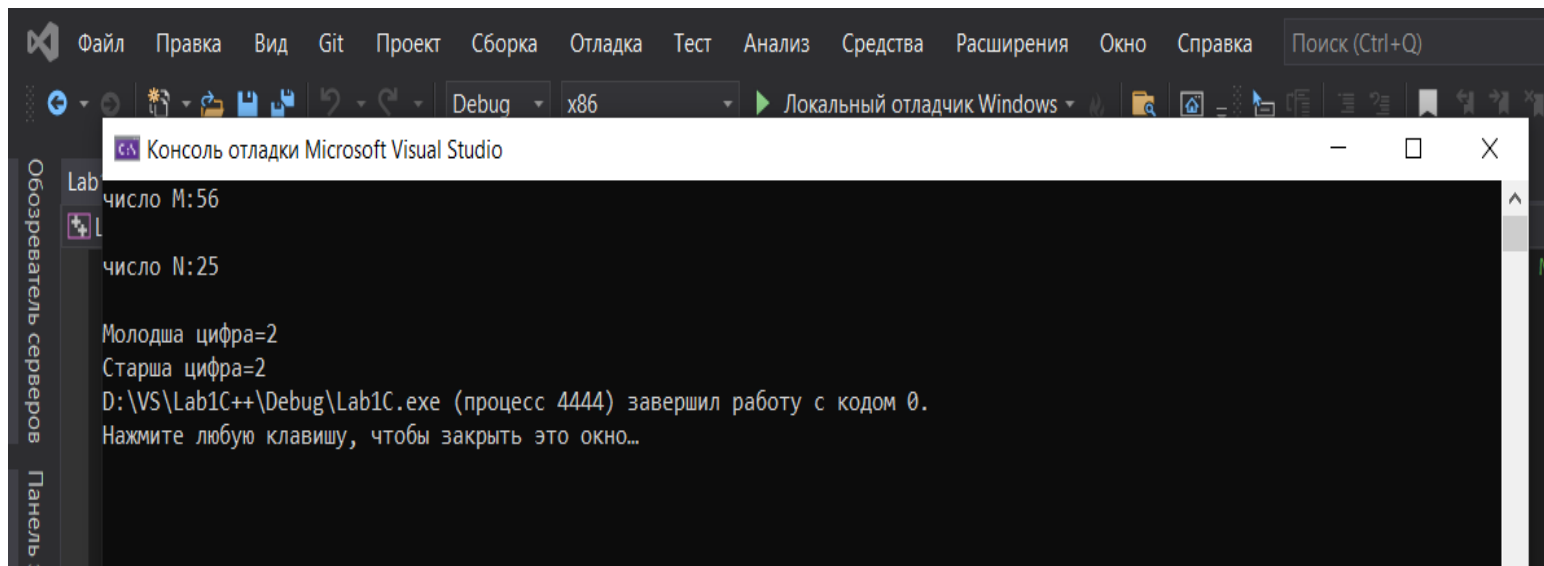 Файл Правка Вид Git Проект Сборка Отладка Тест Анализ Средства Расширения Окно Справка Поиск (Ctrl+Q)
Debug x86 Локальный отладчик Windows
Консоль отладки Microsoft Visual Studio
Обозреватель серверов
Панель
Lab
число M:56
число N:25
Молодша цифра=2
Старша цифра=2
D:\VS\Lab1C++\Debug\Lab1C.exe (процесс 4444) завершил работу с кодом 0.
Нажмите любую клавишу, чтобы закрыть это окно…